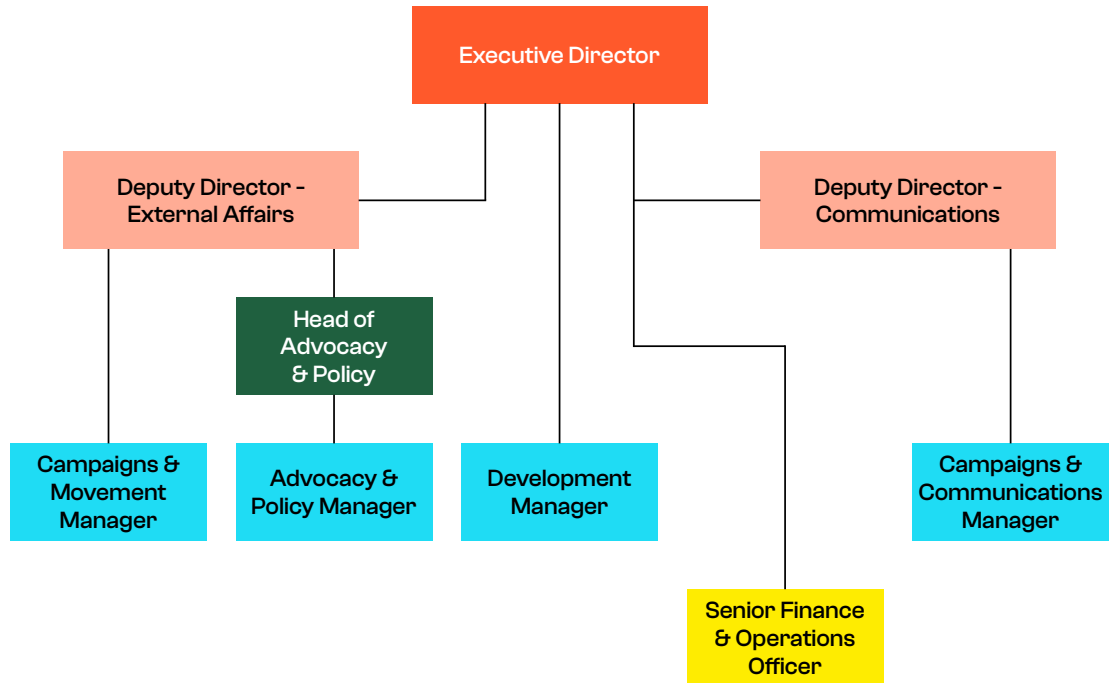 Executive Director
Deputy Director -
External Affairs
Deputy Director -
Communications
Head of
Advocacy
& Policy
Campaigns &
Movement
Manager
Advocacy &
Policy Manager
Development
Manager
Campaigns &
Communications
Manager
Senior Finance
& Operations
Officer